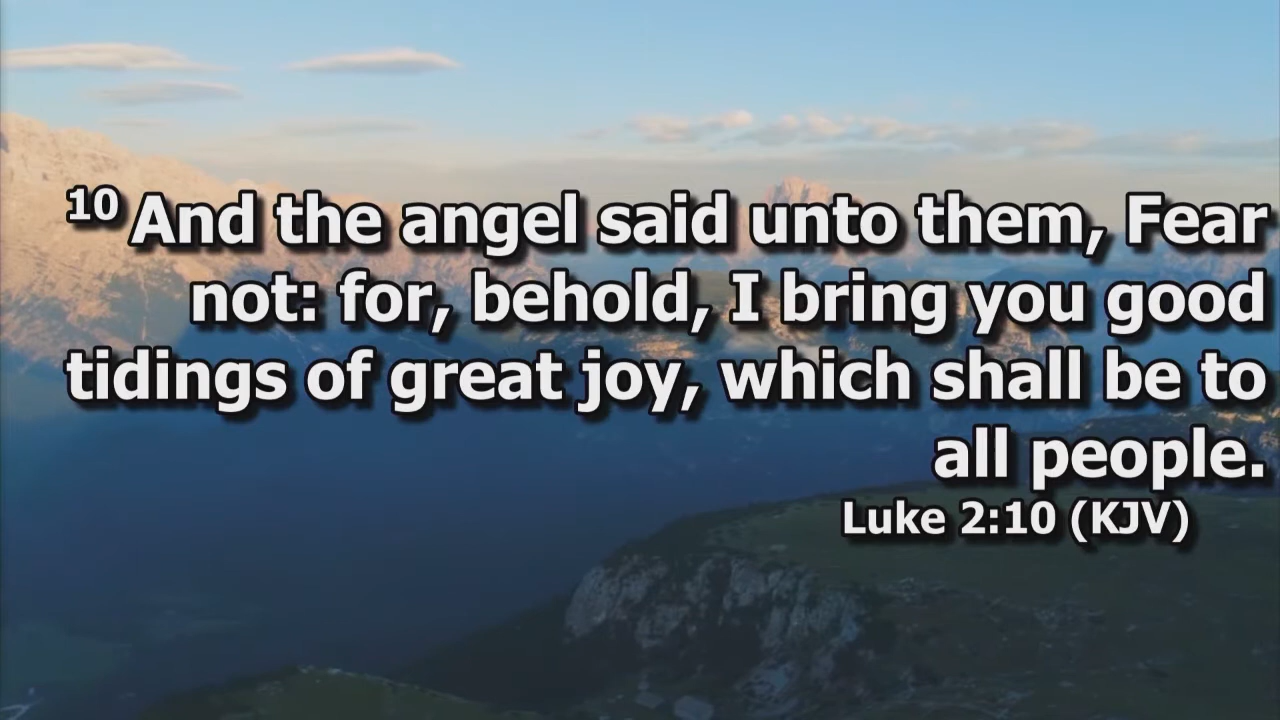 10 And the angel said unto them, Fear
not: for, behold, I bring you good
tidings of great joy, which shall be to
all people.
Luke 2:10 (KJV)